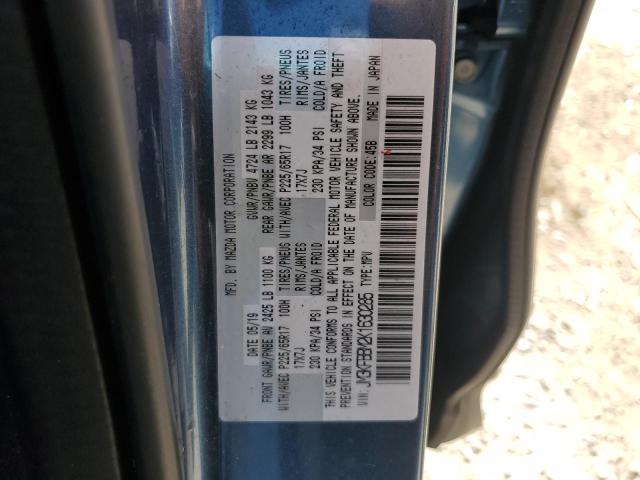 MFD. BY MAZDA MOTOR CORPORATION
DATE 05/19 GVWR/PNBV 4724 LB 2143 KG
FRONT GAWR/PNBE AV 2425 LB 1100 KG REAR GAWR/PNBE AR 2299 LB 1043 KG
WITH/AVEC P225/65R17 100H TIRES/PNEUS WITH/AVEC P225/65R17 100H TIRES/PNEUS
17X7J RIMS/JANTES 17X7J RIMS/JANTES
230 KPA/34 PSI COLD/A FROID 230 KPA/34 PSI COLD/A FROID
THIS VEHICLE CONFORMS TO ALL APPLICABLE FEDERAL MOTOR VEHICLE SAFETY AND THEFT
PREVENTION STANDARDS IN EFFECT ON THE DATE OF MANUFACTURE SHOWN ABOVE.
VIN: TYPE:MPV COLOR CODE:45B MADE IN JAPAN